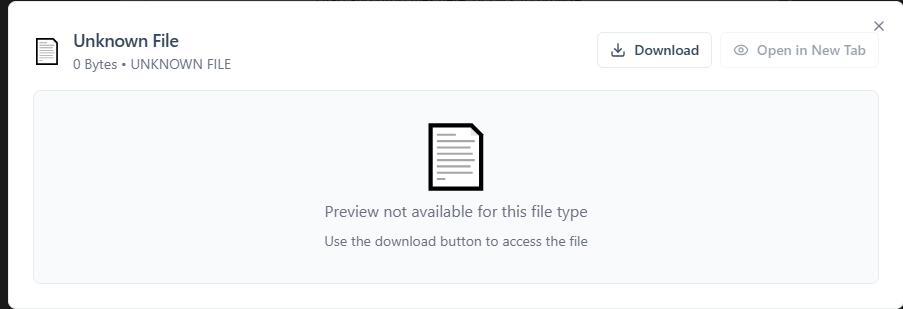 Unknown File
0 Bytes • UNKNOWN FILE
Download
Open in New Tab
Preview not available for this file type
Use the download button to access the file